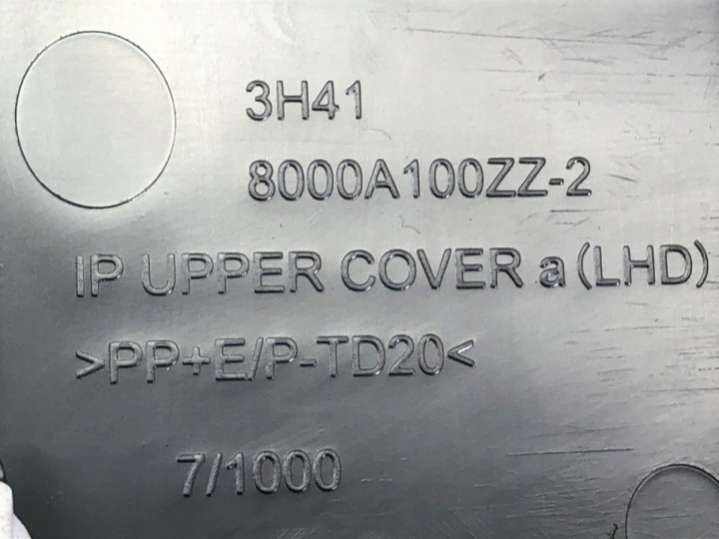 3H41
8000A100ZZ-2
IP UPPER COVER a (LHD)
>PP+E/P-TD20<
7/1000